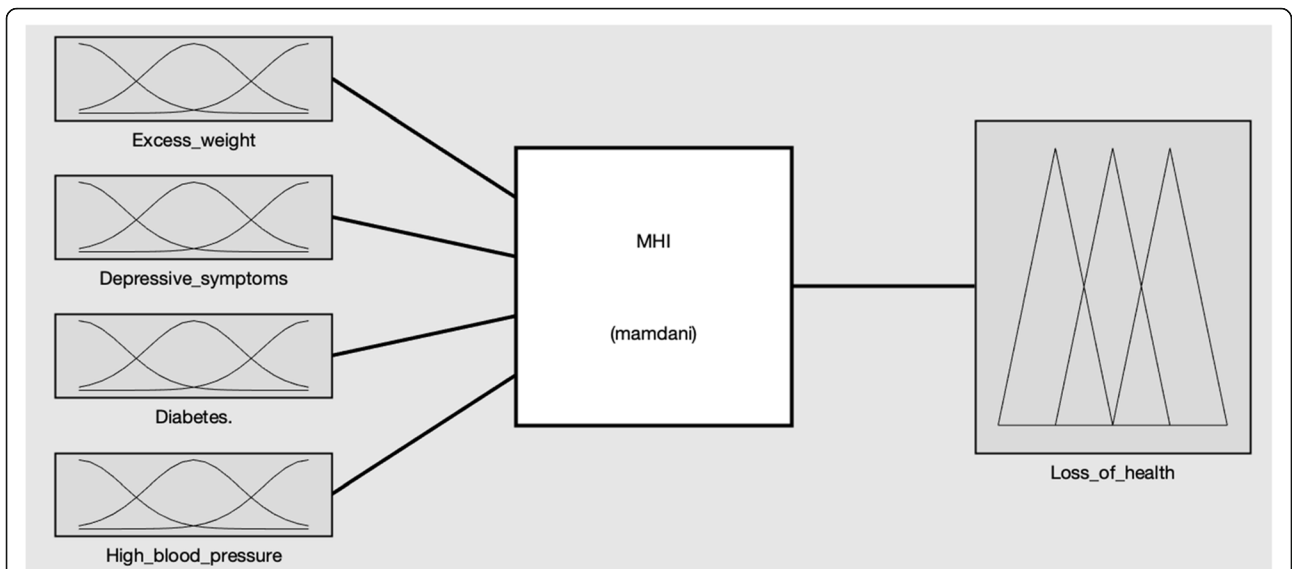 Excess_weight
Depressive_symptoms
Diabetes.
High_blood_pressure
MHI
(mamdani)
Loss_of_health